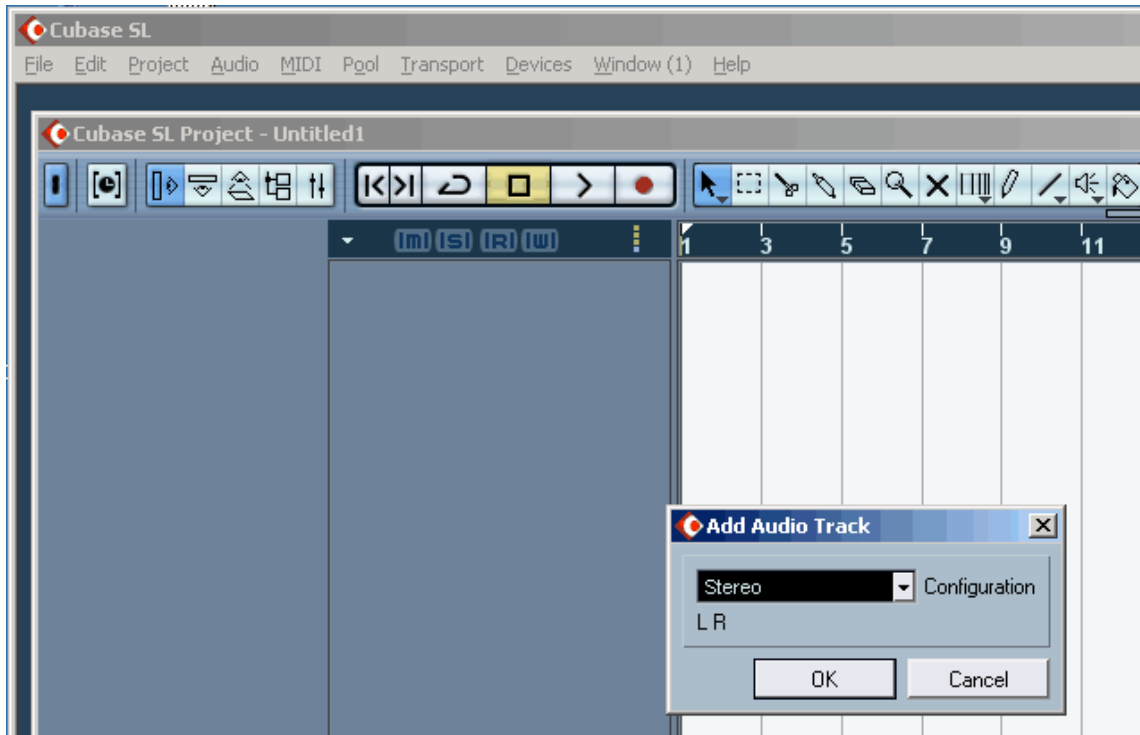 Cubase SL
File Edit Project Audio MIDI Pool Transport Devices Window (1) Help
Cubase SL Project - Untitled1
[m] [S] [R] [W]
1 3 5 7 9 11
Add Audio Track
Stereo Configuration
L R
OK Cancel